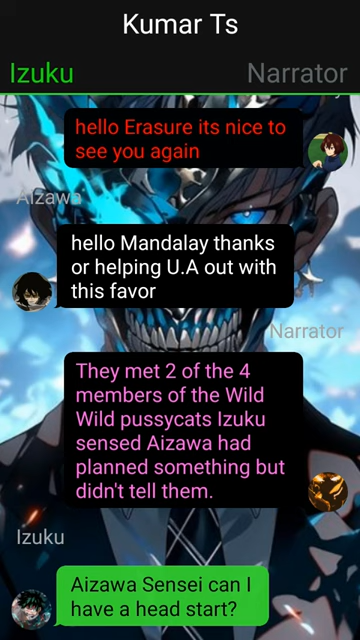 Kumar Ts
Izuku Narrator
hello Erasure its nice to
see you again
Aizawa
hello Mandalay thanks
or helping U.A out with
this favor
Narrator
They met 2 of the 4
members of the Wild
Wild pussycats Izuku
sensed Aizawa had
planned something but
didn't tell them.
Izuku
Aizawa Sensei can I
have a head start?